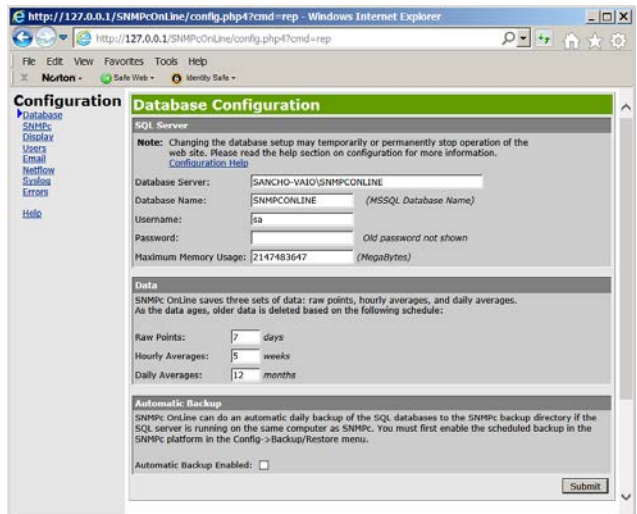 http://127.0.0.1/SNMPcOnLine/config.php4?cmd=rep - Windows Internet Explorer
http://127.0.0.1/SNMPcOnLine/config.php4?cmd=rep
File Edit View Favorites Tools Help
X Norton Safe Web Identity Safe
Configuration
Database
SNMPc
Display
Users
Email
Netflow
Syslog
Errors
Help
Database Configuration
SQL Server
Note: Changing the database setup may temporarily or permanently stop operation of the
web site. Please read the help section on configuration for more information.
Configuration Help
Database Server: SANCHO-VAIO\SNMPCONLINE
Database Name: SNMPCONLINE (MSSQL Database Name)
Username: sa
Password: Old password not shown
Maximum Memory Usage: 2147483647 (MegaBytes)
Data
SNMPc OnLine saves three sets of data: raw points, hourly averages, and daily averages.
As the data ages, older data is deleted based on the following schedule:
Raw Points: 7 days
Hourly Averages: 5 weeks
Daily Averages: 12 months
Automatic Backup
SNMPc OnLine can do an automatic daily backup of the SQL databases to the SNMPc backup directory if the
SQL server is running on the same computer as SNMPc. You must first enable the scheduled backup in the
SNMPc platform in the Config->Backup/Restore menu.
Automatic Backup Enabled:
Submit